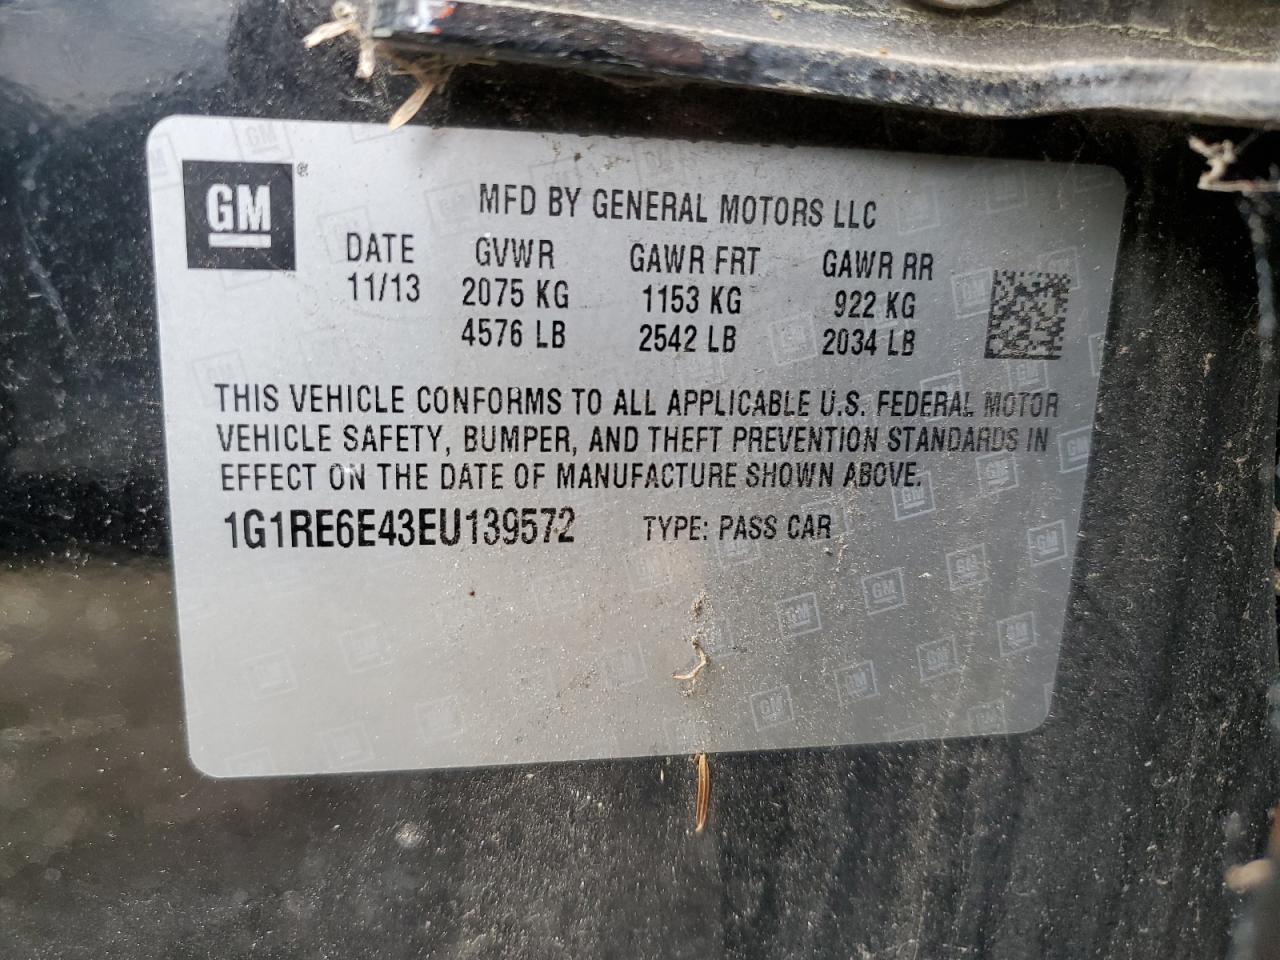 GM ®
MFD BY GENERAL MOTORS LLC
DATE GVWR GAWR FRT GAWR RR
11/13 2075 KG 1153 KG 922 KG
4576 LB 2542 LB 2034 LB
THIS VEHICLE CONFORMS TO ALL APPLICABLE U.S. FEDERAL MOTOR
VEHICLE SAFETY, BUMPER, AND THEFT PREVENTION STANDARDS IN
EFFECT ON THE DATE OF MANUFACTURE SHOWN ABOVE.
1G1RE6E43EU139572 TYPE: PASS CAR